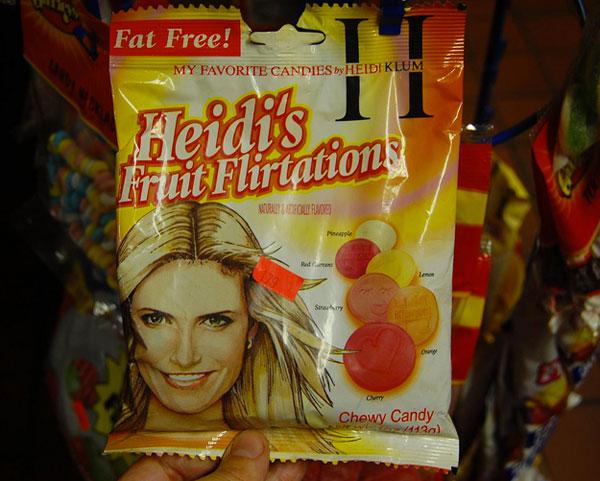 Fat Free!
H
MY FAVORITE CANDIES by HEIDI KLUM
Heidi's
Fruit Flirtations
NATURALLY & ARTIFICIALLY FLAVORED
Pineapple
Red Currant
Lemon
Strawberry
Orange
Cherry
Chewy Candy
(113g)